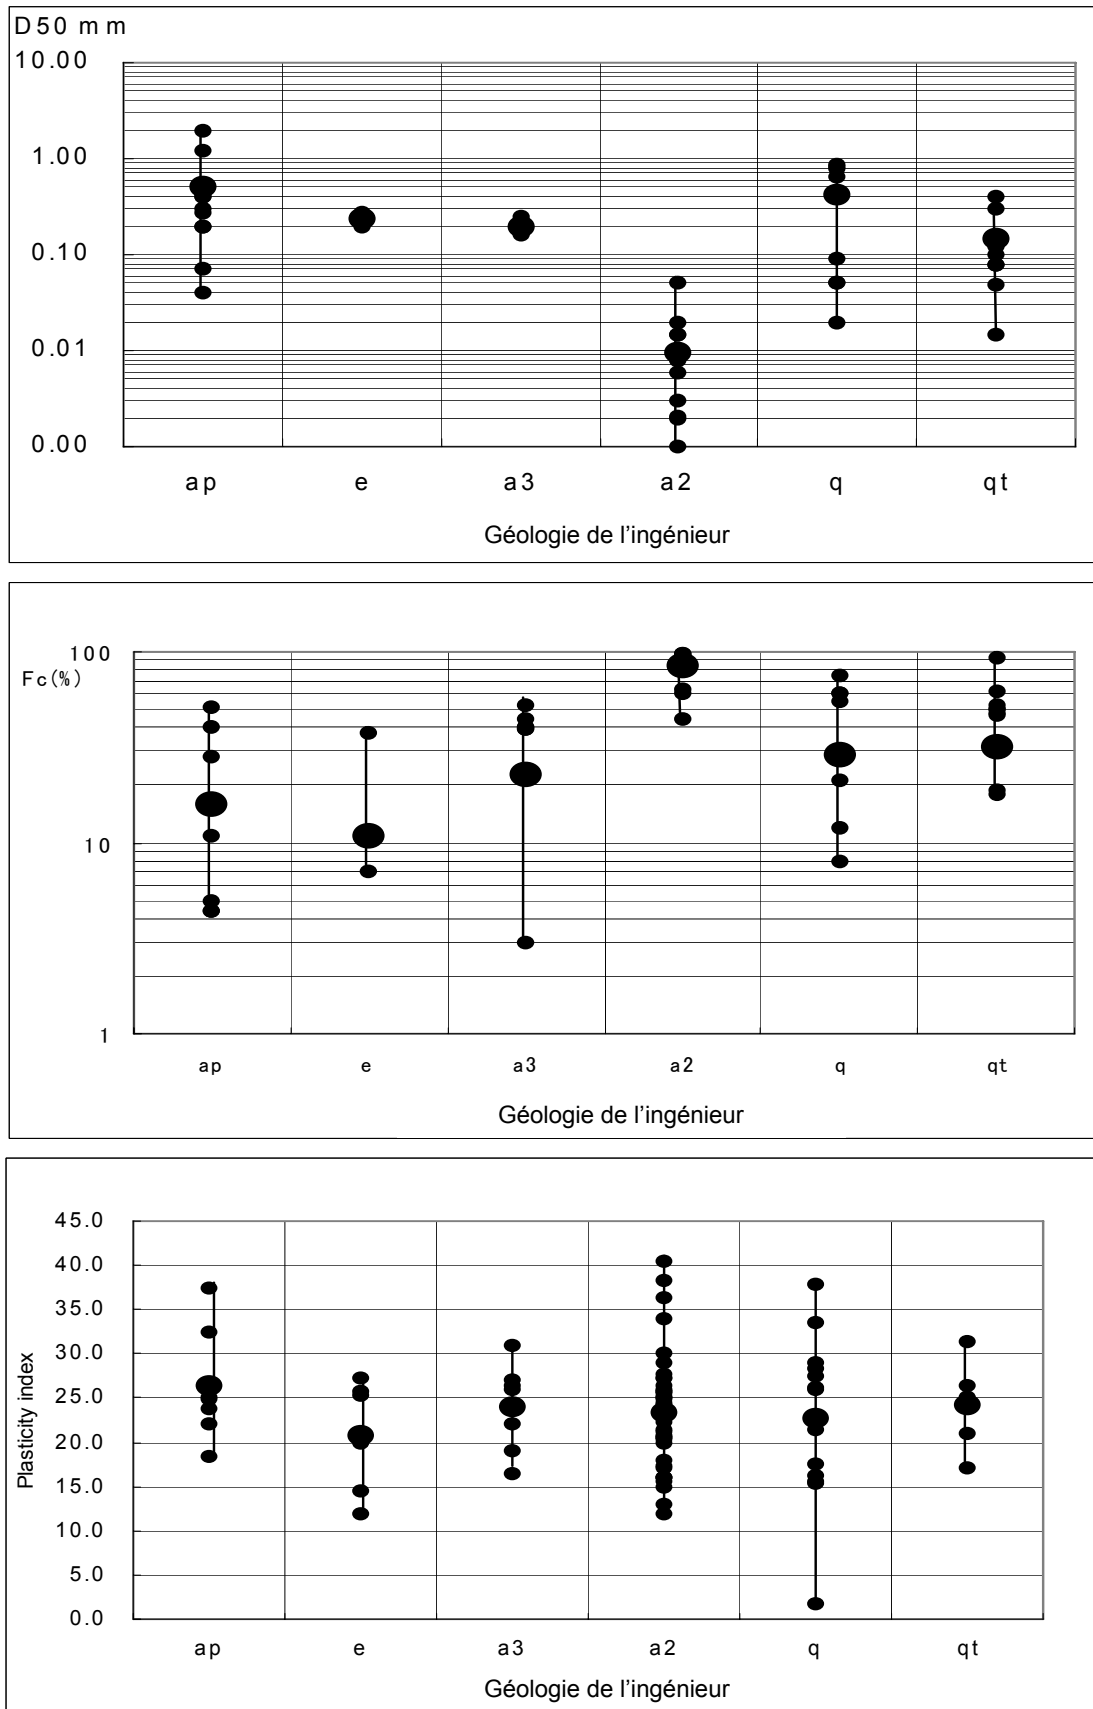 D50 mm
10.00
1.00
0.10
0.01
0.00
ap e a3 a2 q qt
Géologie de l'ingénieur
100
Fc(%)
10
1
ap e a3 a2 q qt
Géologie de l'ingénieur
45.0
40.0
35.0
30.0
25.0
20.0
15.0
10.0
5.0
0.0
Plasticity index
ap e a3 a2 q qt
Géologie de l'ingénieur